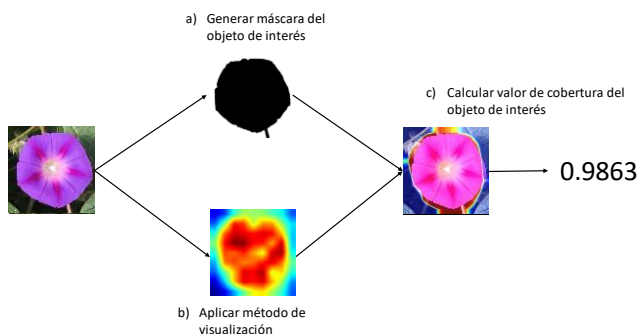 a) Generar máscara del
objeto de interés
c) Calcular valor de cobertura del
objeto de interés
0.9863
b) Aplicar método de
visualización